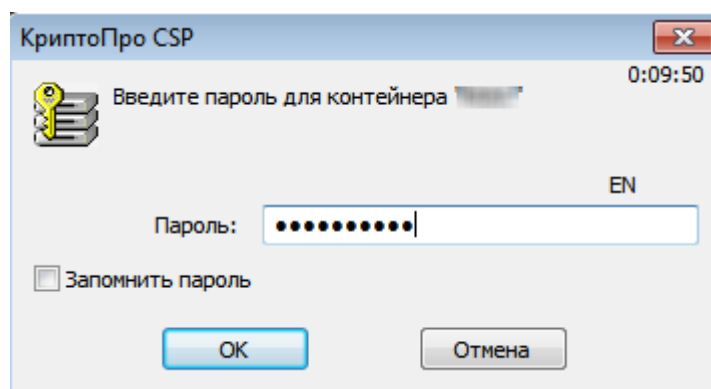 КриптоПро CSP
0:09:50
Введите пароль для контейнера "
EN
Пароль: ●●●●●●●●●●
Запомнить пароль
OK
Отмена